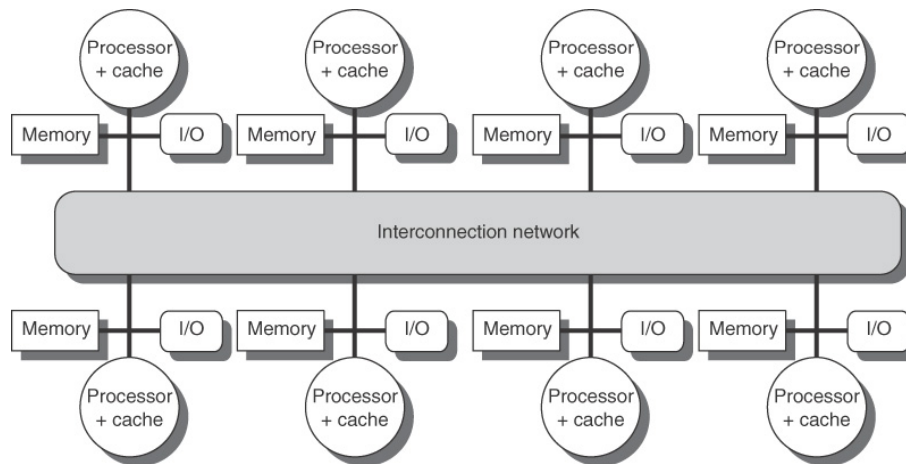 Processor
+ cache
Processor
+ cache
Processor
+ cache
Processor
+ cache
Memory
I/O
Memory
I/O
Memory
I/O
Memory
I/O
Interconnection network
Memory
I/O
Memory
I/O
Memory
I/O
Memory
I/O
Processor
+ cache
Processor
+ cache
Processor
+ cache
Processor
+ cache